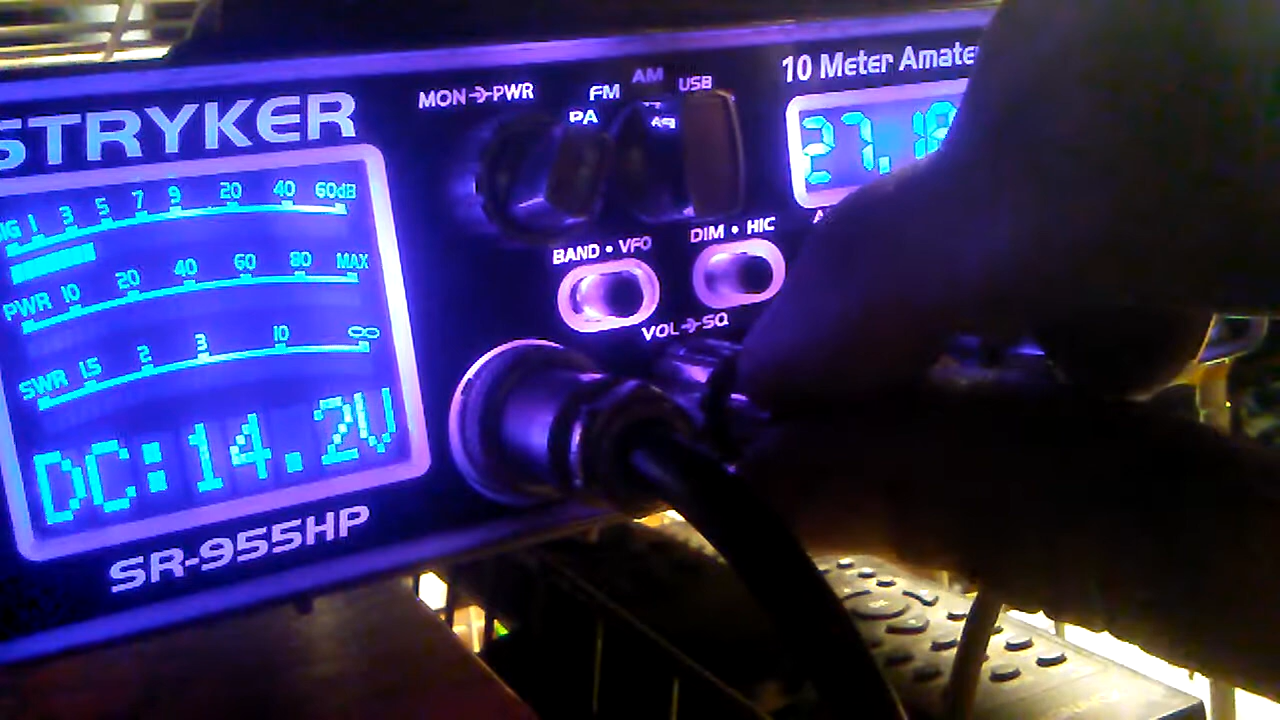 STRYKER
SIG 1 3 5 7 9 20 40 60dB
PWR 10 20 40 60 80 MAX
SWR 1.5 2 3 10 ∞
DC:14.2V
SR-955HP
MON PWR
PA FM AM USB
BAND • VFO
DIM • HIC
VOL SQ
10 Meter
27.